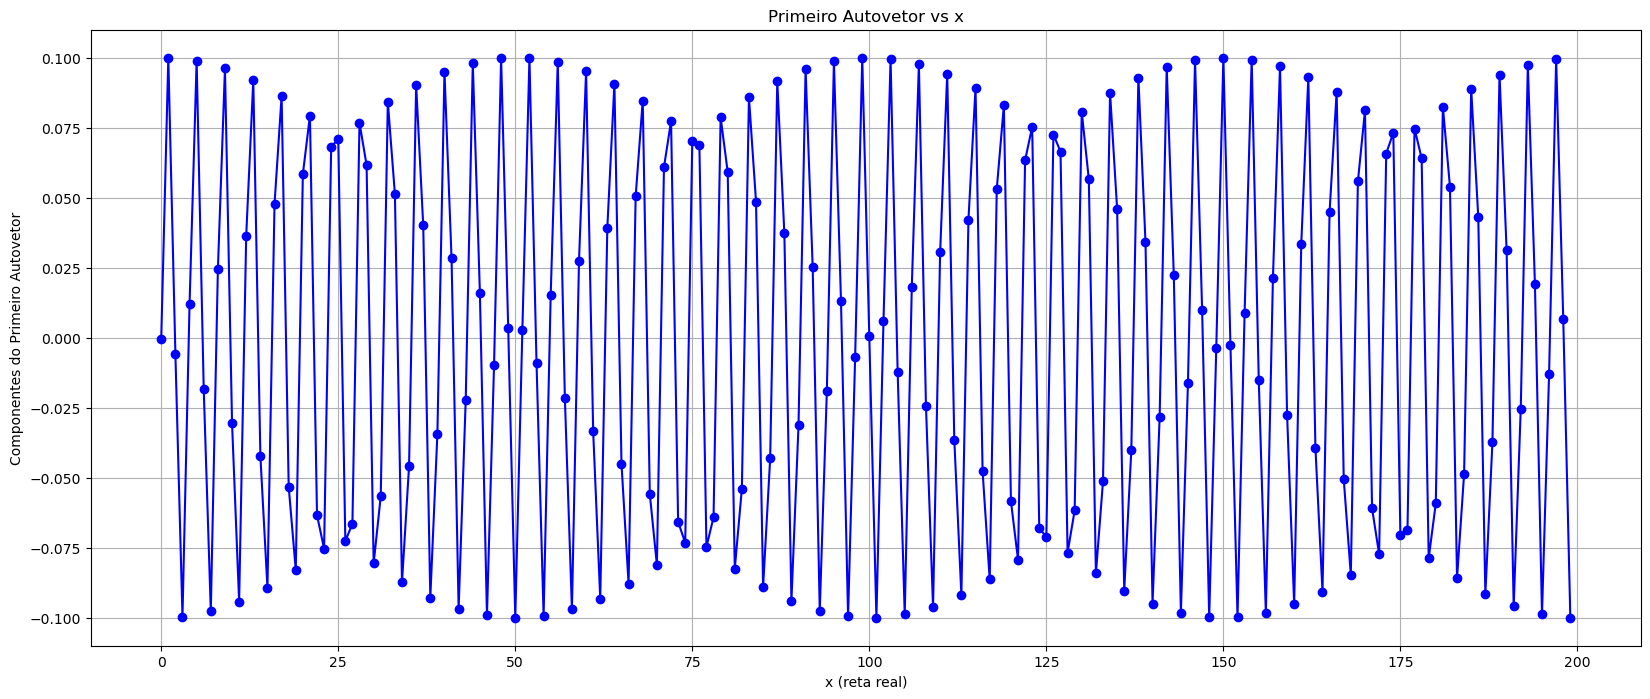 Primeiro Autovetor vs x
Componentes do Primeiro Autovetor
0.100
0.075
0.050
0.025
0.000
−0.025
−0.050
−0.075
−0.100
0 25 50 75 100 125 150 175 200
x (reta real)